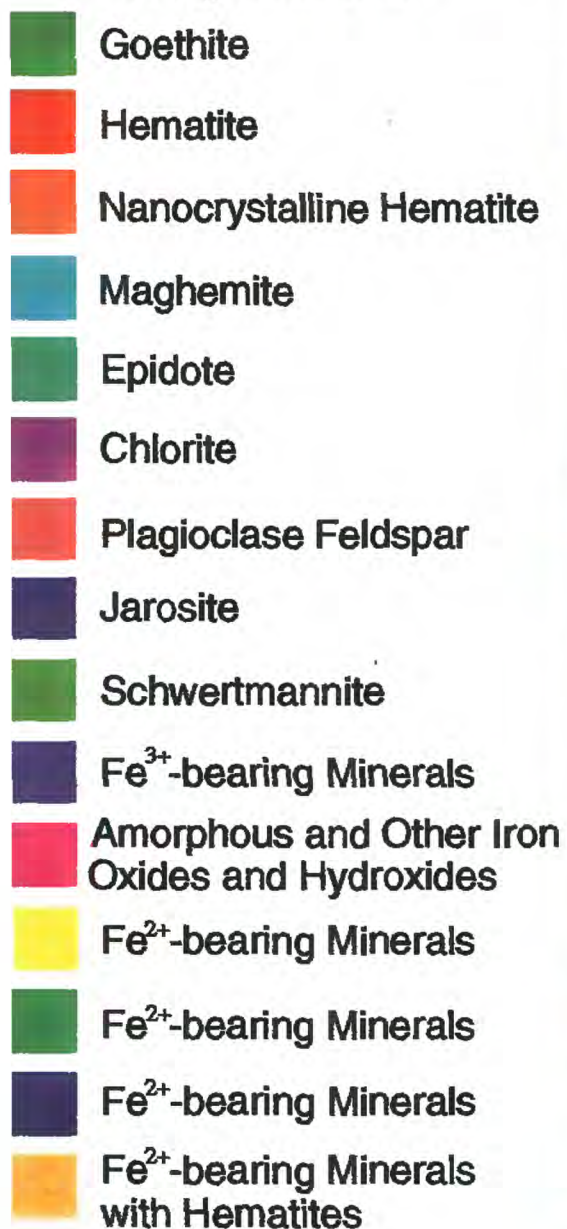 Goethite
Hematite
Nanocrystalline Hematite
Maghemite
Epidote
Chlorite
Plagioclase Feldspar
Jarosite
Schwertmannite
Fe³⁺-bearing Minerals
Amorphous and Other Iron
Oxides and Hydroxides
Fe²⁺-bearing Minerals
Fe²⁺-bearing Minerals
Fe²⁺-bearing Minerals
Fe²⁺-bearing Minerals
with Hematites